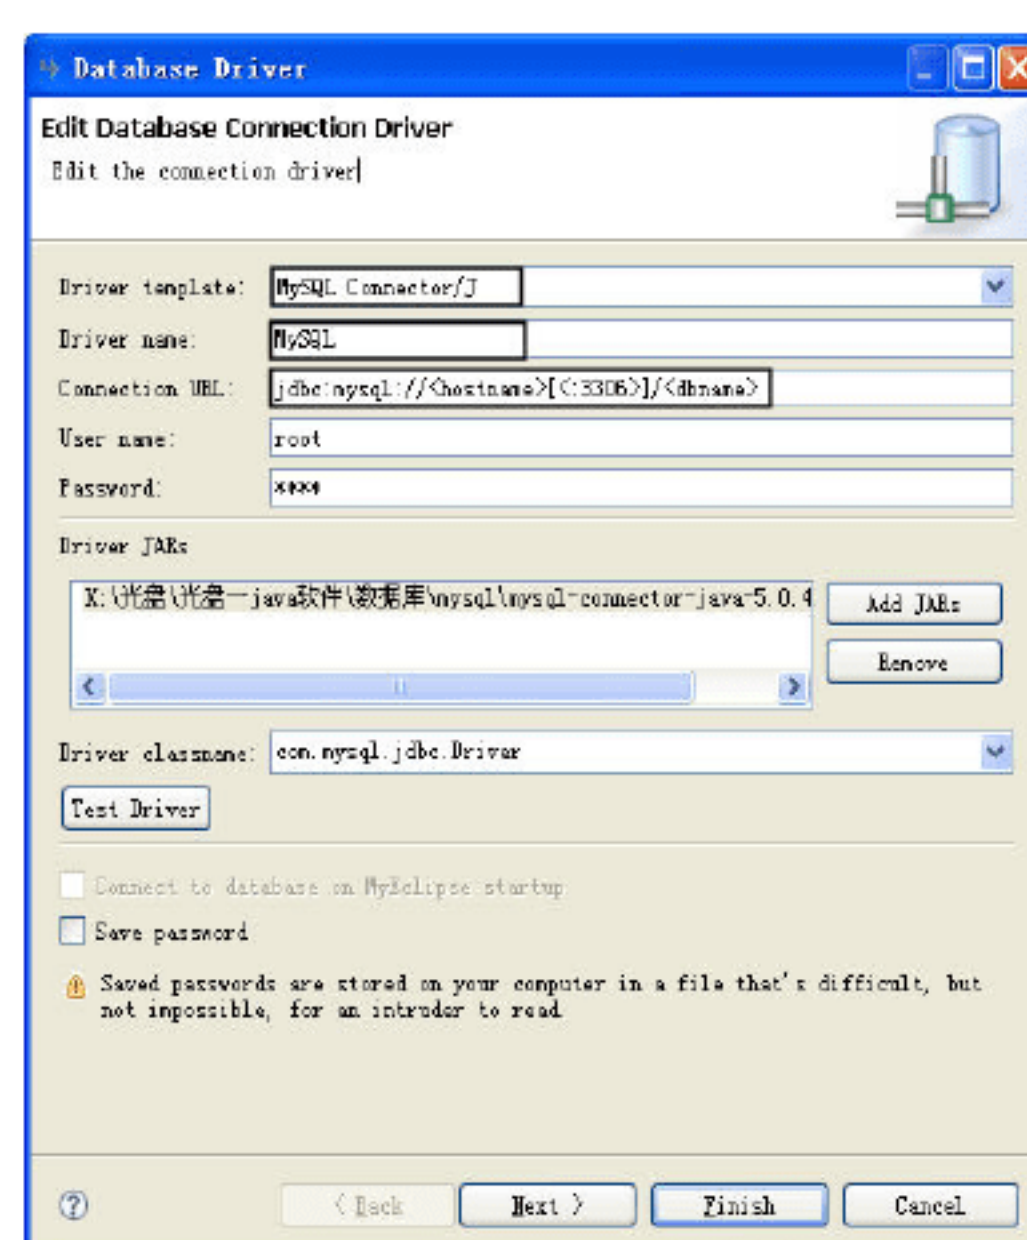 Database Driver
Edit Database Connection Driver
Edit the connection driver
Driver template: MySQL Connector/J
Driver name: MySQL
Connection URL: jdbc:mysql://<hostname>[<:3306>]/<dbname>
User name: root
Password: ****
Driver JARs
X:\光盘\光盘一java软件\数据库\mysql\mysql-connector-java-5.0.4
Add JARs
Remove
Driver classname: com.mysql.jdbc.Driver
Test Driver
Connect to database on MyEclipse startup
Save password
Saved passwords are stored on your computer in a file that's difficult, but
not impossible, for an intruder to read
? < Back Next > Finish Cancel